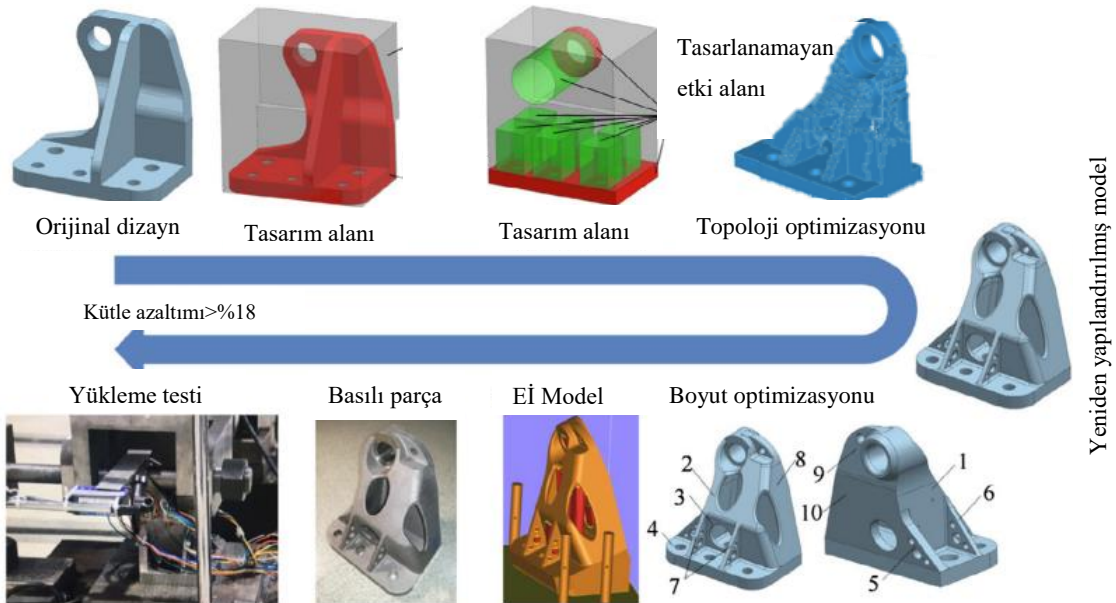 Tasarlanamayan
etki alanı
Orijinal dizayn
Tasarım alanı
Tasarım alanı
Topoloji optimizasyonu
Yeniden yapılandırılmış model
Kütle azaltımı>%18
Yükleme testi
Basılı parça
Eİ Model
Boyut optimizasyonu
2
3
4
7
8
9
10
1
6
5